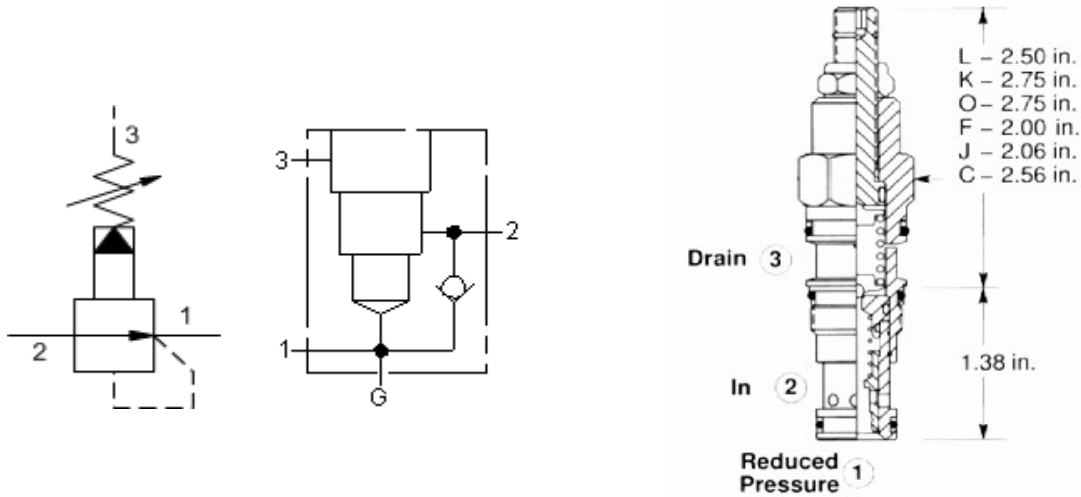 3
1
2
3
2
1
G
L – 2.50 in.
K – 2.75 in.
O – 2.75 in.
F – 2.00 in.
J – 2.06 in.
C – 2.56 in.
Drain 3
1.38 in.
In 2
Reduced
Pressure 1